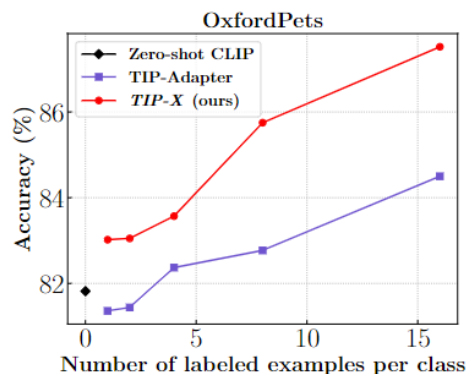 OxfordPets
Zero-shot CLIP
TIP-Adapter
TIP-X (ours)
86
84
82
Accuracy (%)
0 5 10 15
Number of labeled examples per class